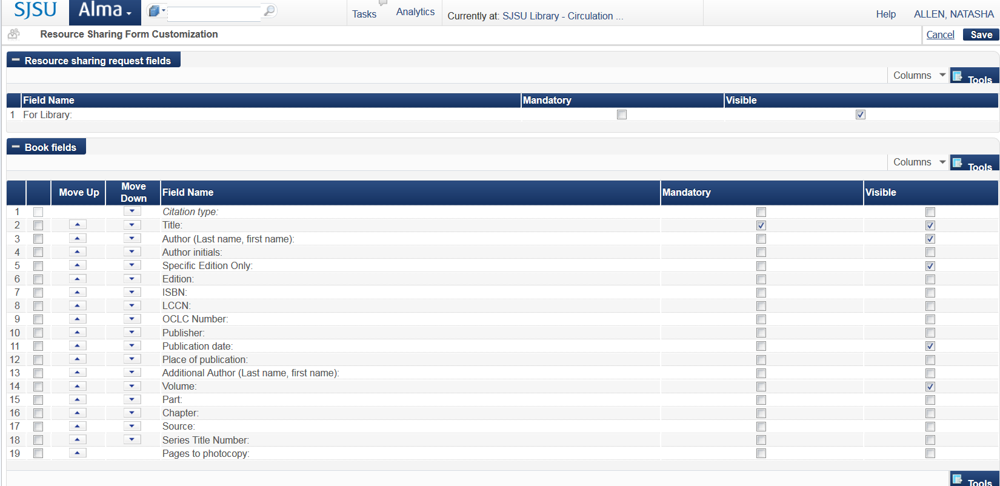 SJSU Alma Tasks Analytics Currently at: SJSU Library - Circulation ... Help ALLEN, NATASHA
Resource Sharing Form Customization Cancel Save
Resource sharing request fields
Columns Tools
Field Name Mandatory Visible
1 For Library:
Book fields
Columns Tools
Move Up Move Down Field Name Mandatory Visible
1 Citation type:
2 Title:
3 Author (Last name, first name):
4 Author initials:
5 Specific Edition Only:
6 Edition:
7 ISBN:
8 LCCN:
9 OCLC Number:
10 Publisher:
11 Publication date:
12 Place of publication:
13 Additional Author (Last name, first name):
14 Volume:
15 Part:
16 Chapter:
17 Source:
18 Series Title Number:
19 Pages to photocopy:
Tools